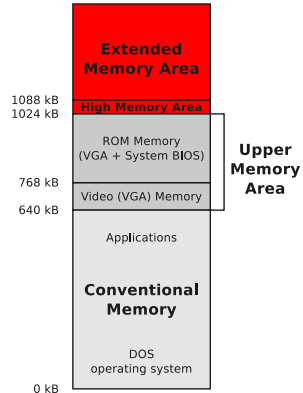 Extended
Memory Area
1088 kB
High Memory Area
1024 kB
ROM Memory
(VGA + System BIOS)
Upper
Memory
Area
768 kB
Video (VGA) Memory
640 kB
Applications
Conventional
Memory
DOS
operating system
0 kB